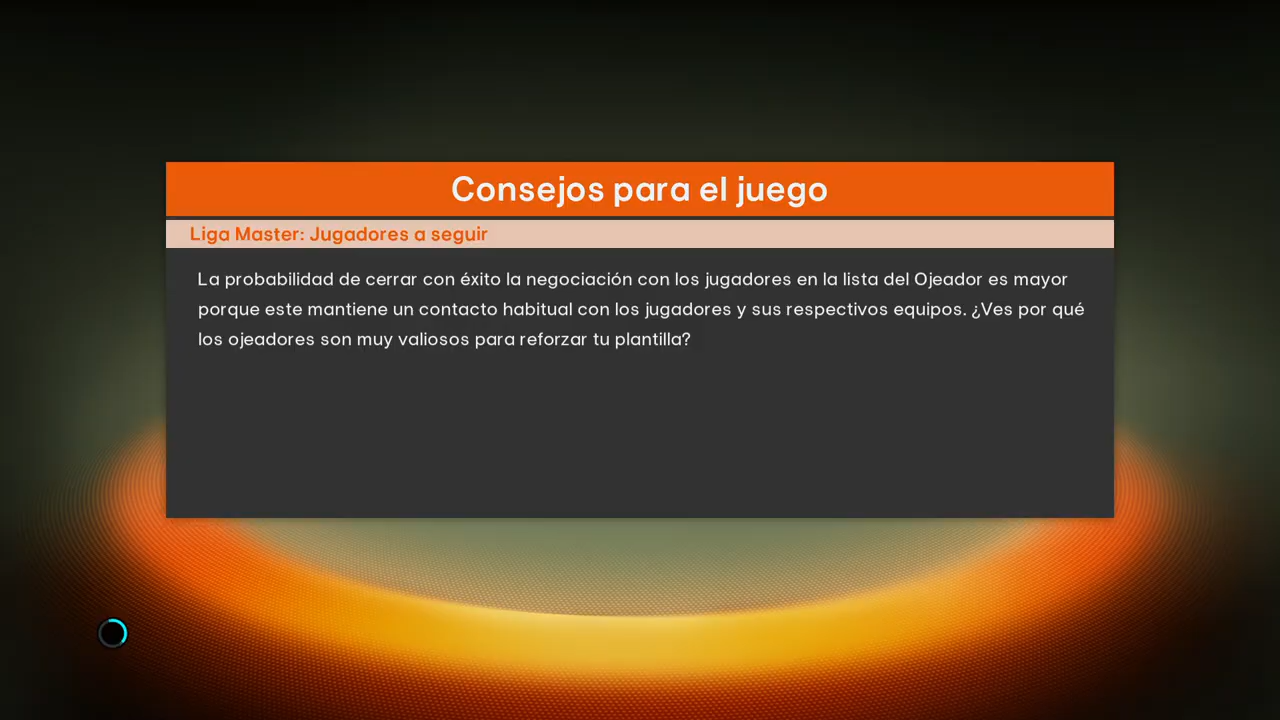 Consejos para el juego
Liga Master: Jugadores a seguir
La probabilidad de cerrar con éxito la negociación con los jugadores en la lista del Ojeador es mayor
porque este mantiene un contacto habitual con los jugadores y sus respectivos equipos. ¿Ves por qué
los ojeadores son muy valiosos para reforzar tu plantilla?